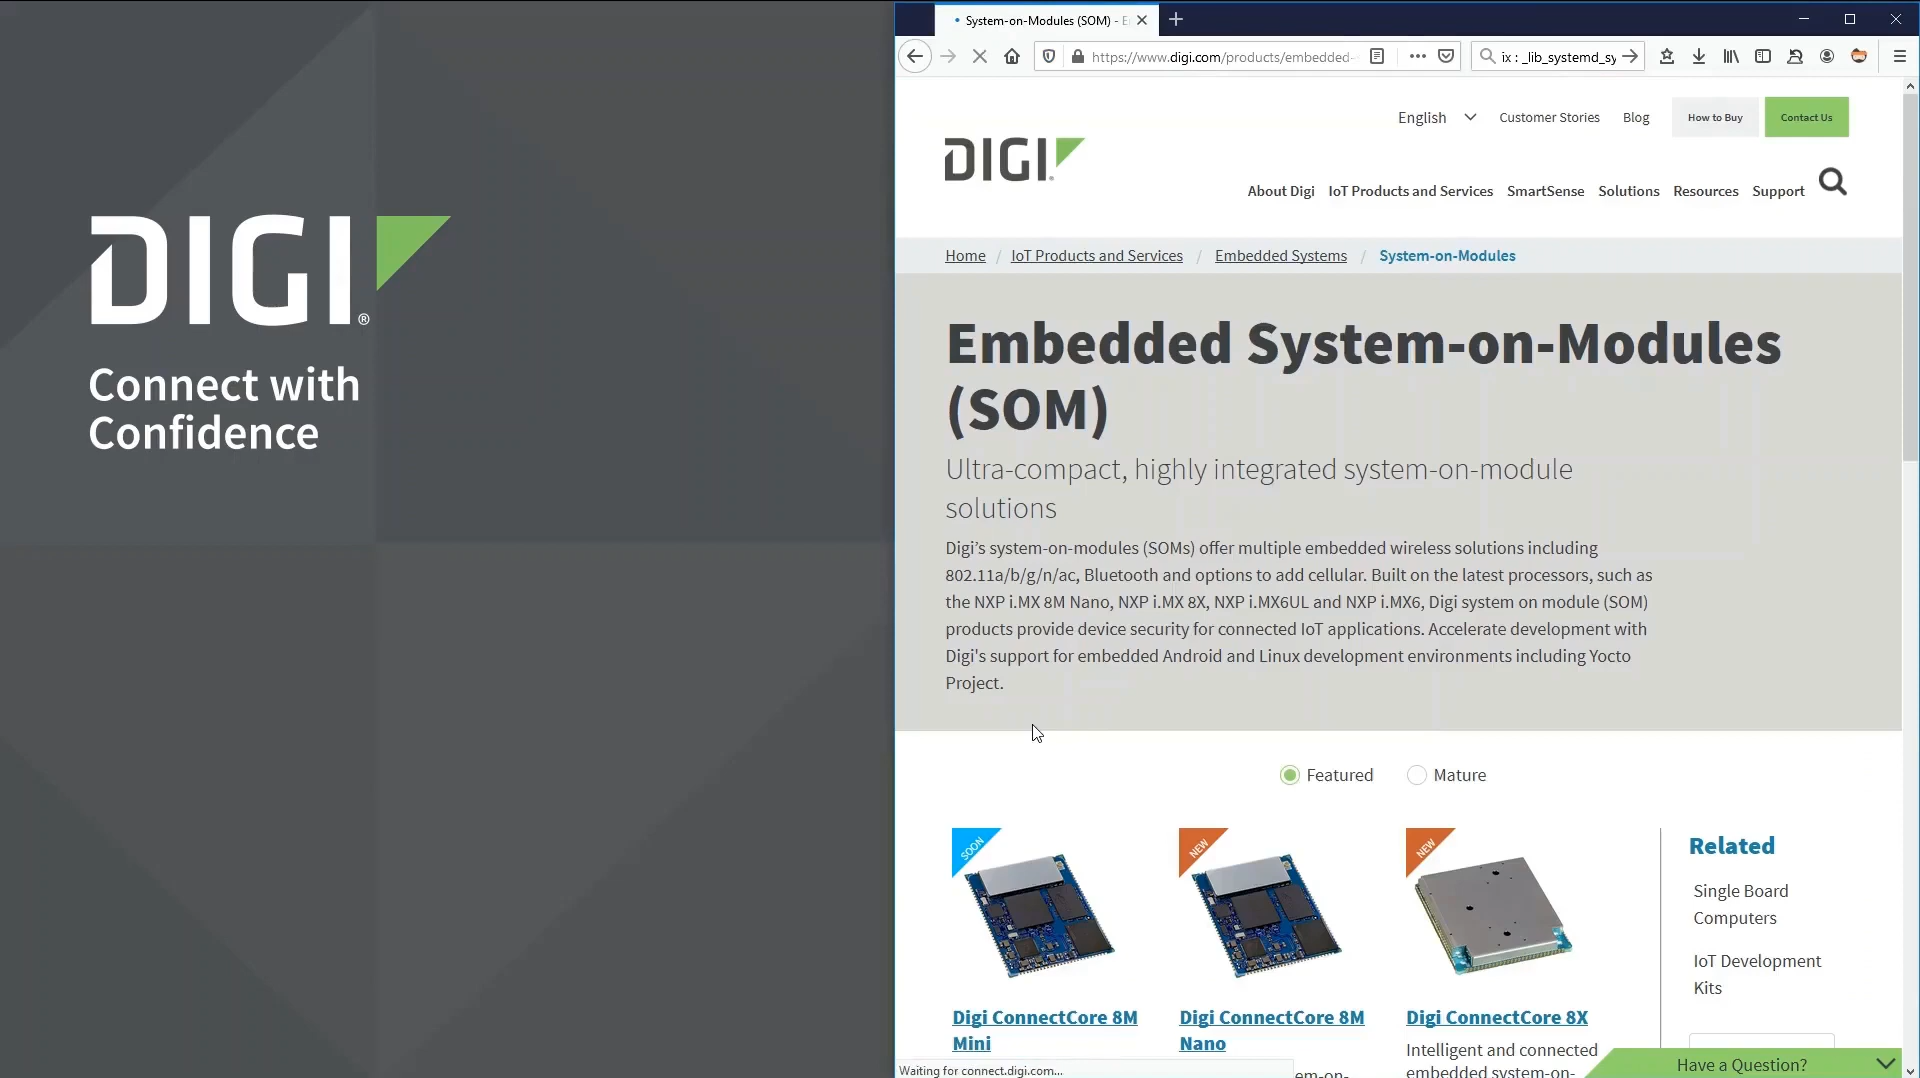 DIGI®
Connect with
Confidence
System-on-Modules (SOM) - E
https://www.digi.com/products/embedded-
ix : _lib_systemd_sy
English
Customer Stories
Blog
How to Buy
Contact Us
DIGI®
About Digi
IoT Products and Services
SmartSense
Solutions
Resources
Support
Home / IoT Products and Services / Embedded Systems / System-on-Modules
Embedded System-on-Modules
(SOM)
Ultra-compact, highly integrated system-on-module
solutions
Digi’s system-on-modules (SOMs) offer multiple embedded wireless solutions including
802.11a/b/g/n/ac, Bluetooth and options to add cellular. Built on the latest processors, such as
the NXP i.MX 8M Nano, NXP i.MX 8X, NXP i.MX6UL and NXP i.MX6, Digi system on module (SOM)
products provide device security for connected IoT applications. Accelerate development with
Digi's support for embedded Android and Linux development environments including Yocto
Project.
Featured
Mature
SOON
NEW
NEW
Digi ConnectCore 8M
Mini
Digi ConnectCore 8M
Nano
em-on-
Digi ConnectCore 8X
Intelligent and connected
embedded system-on-
Related
Single Board
Computers
IoT Development
Kits
Have a Question?
Waiting for connect.digi.com...